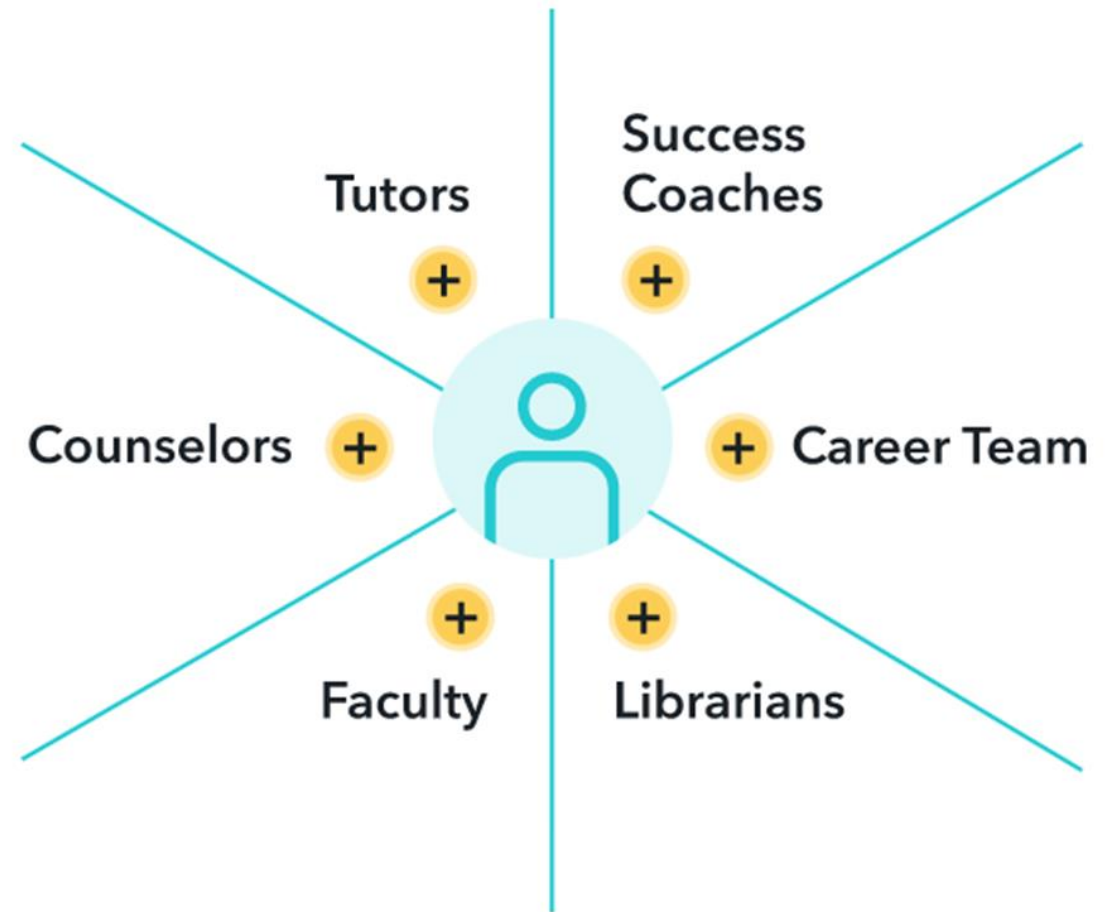 Success
Tutors
Coaches
Counselors
Career Team
Faculty
Librarians